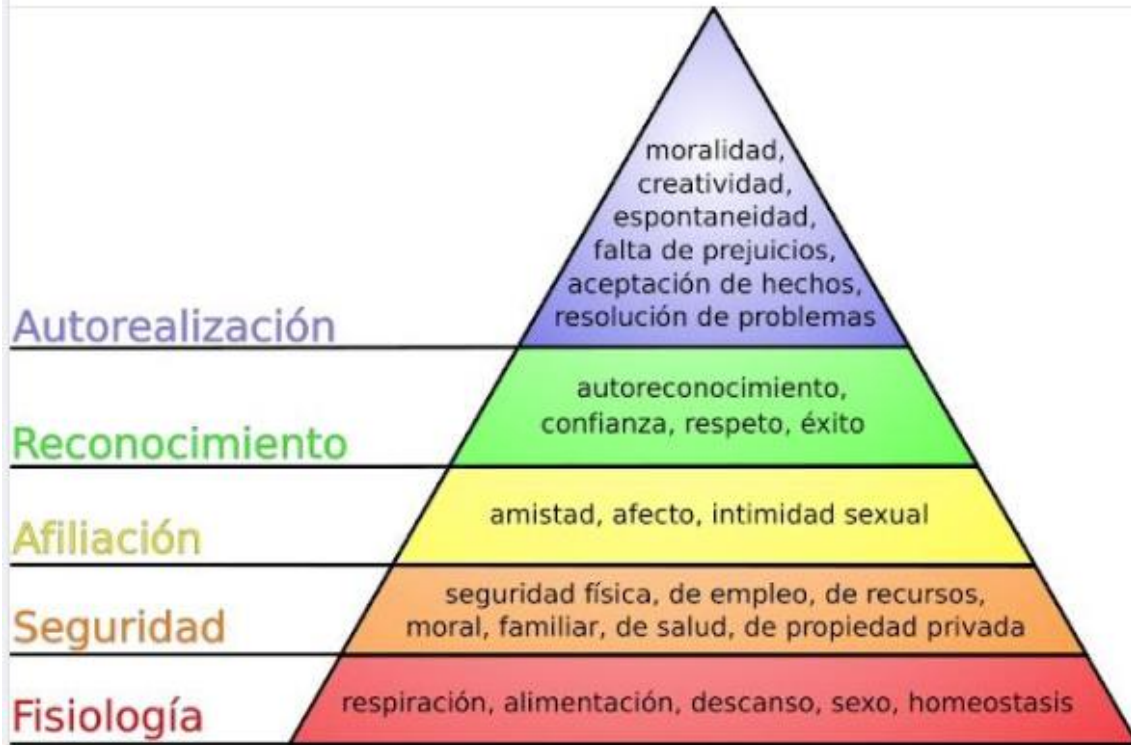 moralidad,
creatividad,
espontaneidad,
falta de prejuicios,
aceptación de hechos,
resolución de problemas
Autorealización
autoreconocimiento,
confianza, respeto, éxito
Reconocimiento
amistad, afecto, intimidad sexual
Afiliación
seguridad física, de empleo, de recursos,
moral, familiar, de salud, de propiedad privada
Seguridad
respiración, alimentación, descanso, sexo, homeostasis
Fisiología